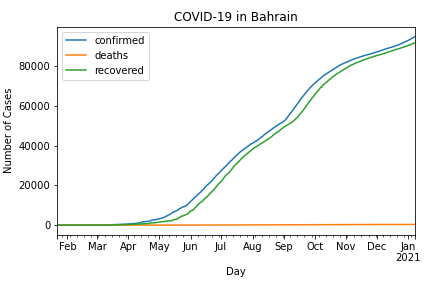 COVID-19 in Bahrain
confirmed
deaths
recovered
Number of Cases
80000
60000
40000
20000
0
Feb Mar Apr May Jun Jul Aug Sep Oct Nov Dec Jan
2021
Day